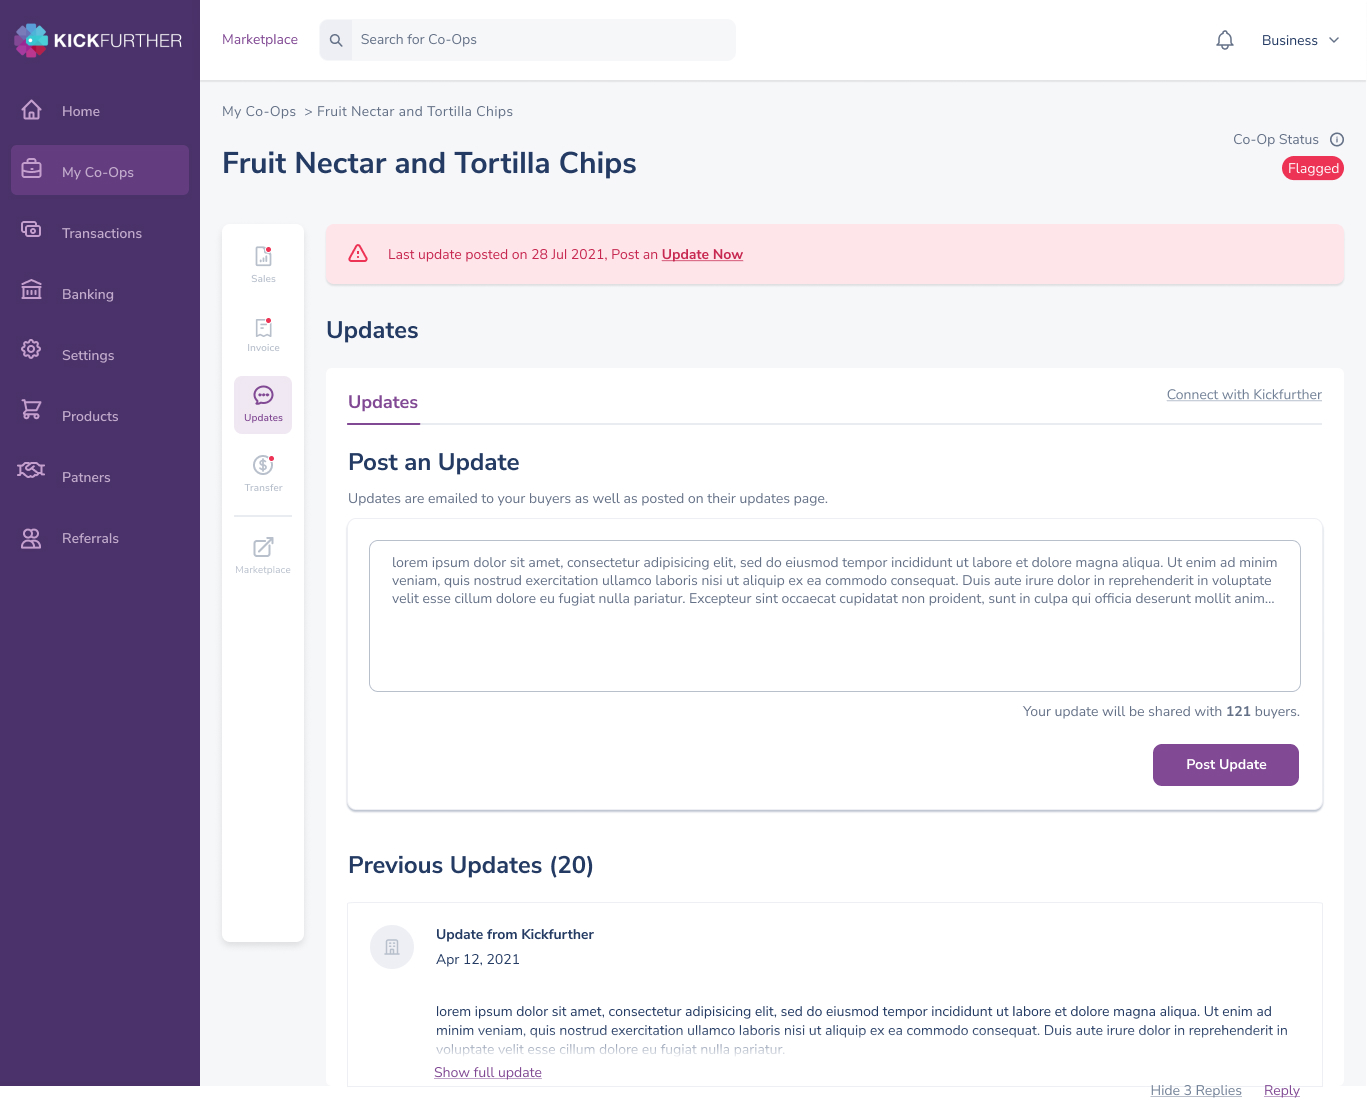 KICKFURTHER
Marketplace
Search for Co-Ops
Business
Home
My Co-Ops
Transactions
Banking
Settings
Products
Patners
Referrals
My Co-Ops > Fruit Nectar and Tortilla Chips
Fruit Nectar and Tortilla Chips
Co-Op Status
Flagged
Sales
Invoice
Updates
Transfer
Marketplace
Last update posted on 28 Jul 2021, Post an Update Now
Updates
Updates
Connect with Kickfurther
Post an Update
Updates are emailed to your buyers as well as posted on their updates page.
lorem ipsum dolor sit amet, consectetur adipisicing elit, sed do eiusmod tempor incididunt ut labore et dolore magna aliqua. Ut enim ad minim
veniam, quis nostrud exercitation ullamco laboris nisi ut aliquip ex ea commodo consequat. Duis aute irure dolor in reprehenderit in voluptate
velit esse cillum dolore eu fugiat nulla pariatur. Excepteur sint occaecat cupidatat non proident, sunt in culpa qui officia deserunt mollit anim...
Your update will be shared with 121 buyers.
Post Update
Previous Updates (20)
Update from Kickfurther
Apr 12, 2021
lorem ipsum dolor sit amet, consectetur adipisicing elit, sed do eiusmod tempor incididunt ut labore et dolore magna aliqua. Ut enim ad
minim veniam, quis nostrud exercitation ullamco laboris nisi ut aliquip ex ea commodo consequat. Duis aute irure dolor in reprehenderit in
voluptate velit esse cillum dolore eu fugiat nulla pariatur.
Show full update
Hide 3 Replies
Reply